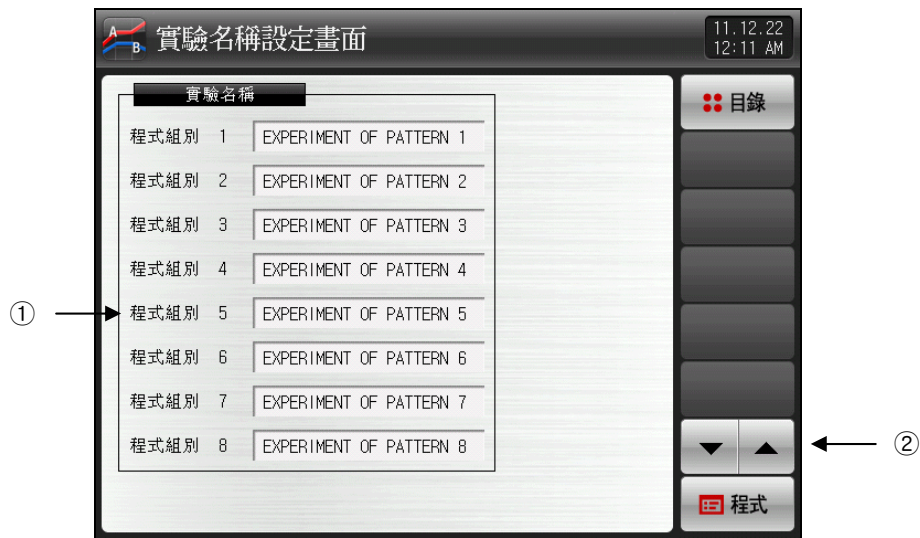 A B 實驗名稱設定畫面
11.12.22
12:11 AM
實驗名稱
程式組別 1 EXPERIMENT OF PATTERN 1
程式組別 2 EXPERIMENT OF PATTERN 2
程式組別 3 EXPERIMENT OF PATTERN 3
程式組別 4 EXPERIMENT OF PATTERN 4
① 程式組別 5 EXPERIMENT OF PATTERN 5
程式組別 6 EXPERIMENT OF PATTERN 6
程式組別 7 EXPERIMENT OF PATTERN 7
程式組別 8 EXPERIMENT OF PATTERN 8
目錄
②
程式